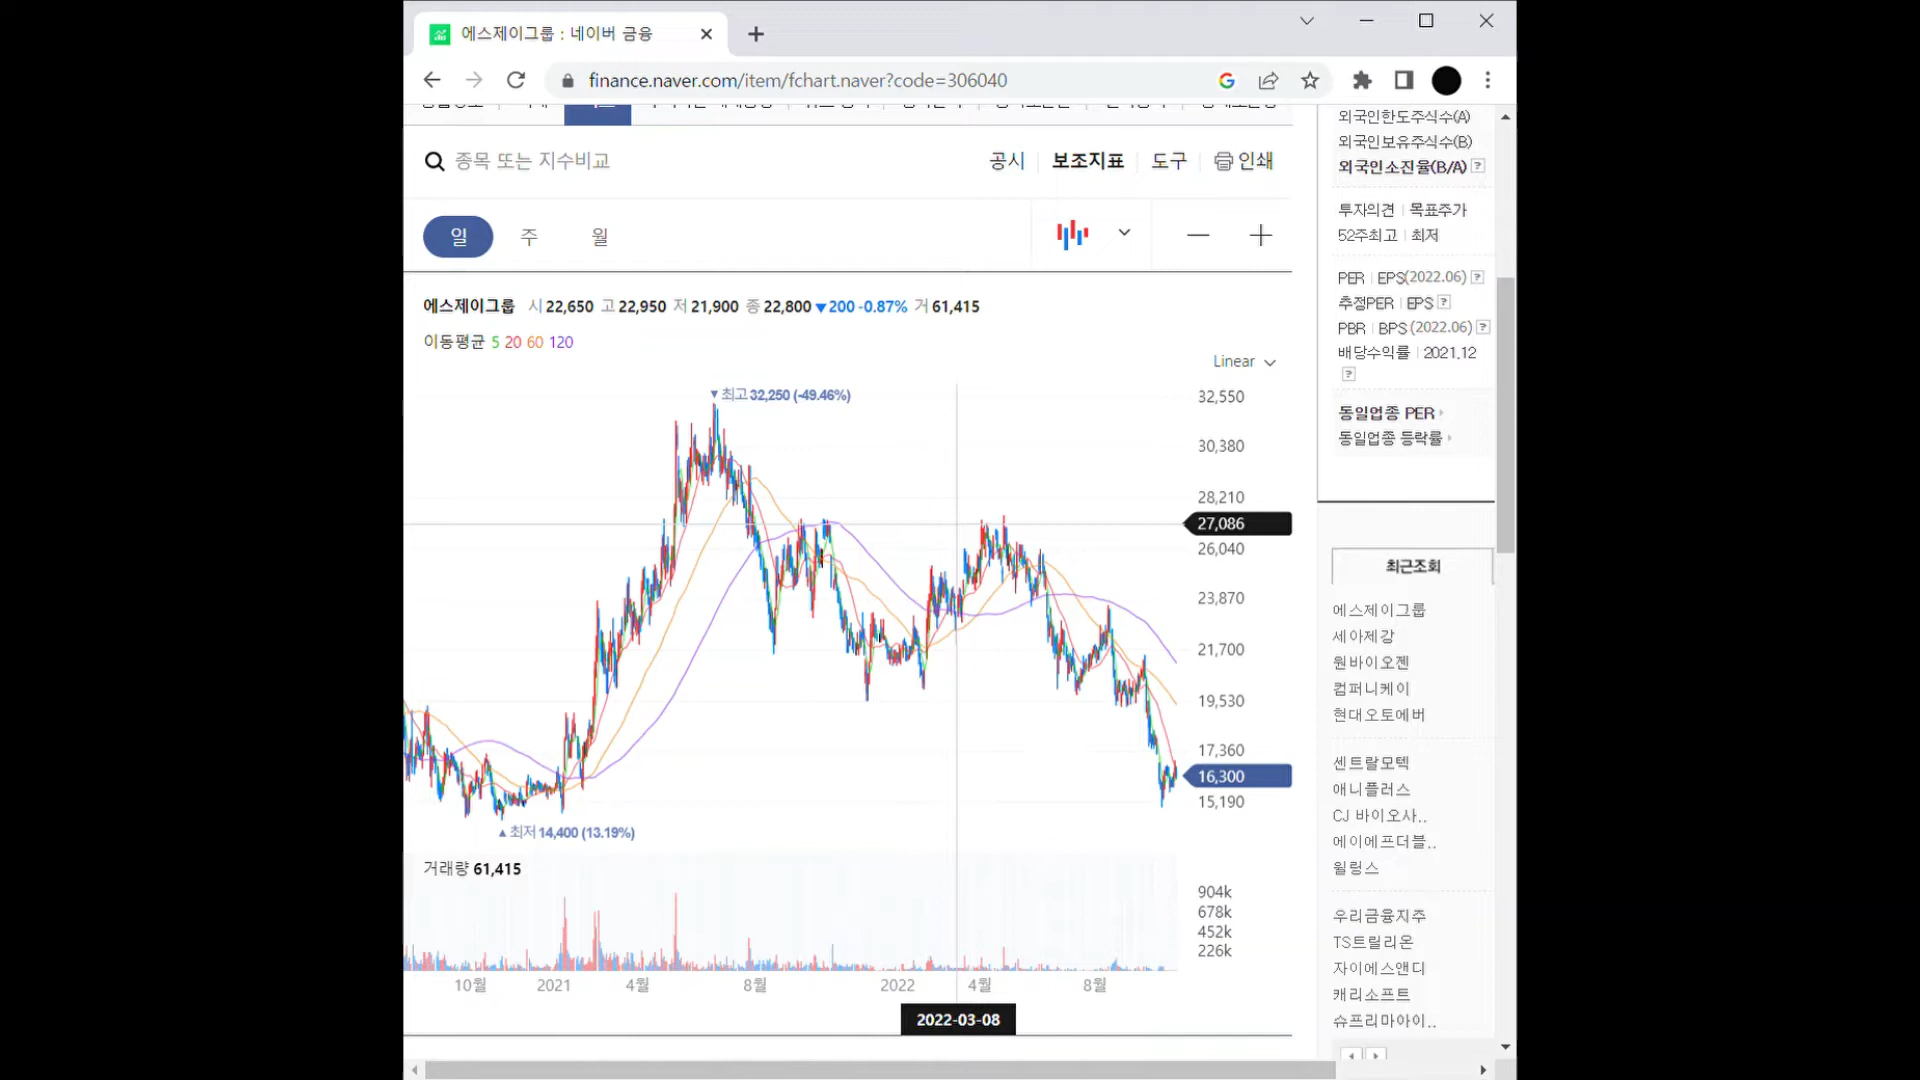 에스제이그룹 : 네이버 금융
finance.naver.com/item/fchart.naver?code=306040
종목 또는 지수비교
공시 보조지표 도구 인쇄
일 주 월
에스제이그룹 시 22,650 고 22,950 저 21,900 종 22,800 ▼200 -0.87% 거 61,415
이동평균 5 20 60 120
Linear
▼최고 32,250 (-49.46%)
32,550
30,380
28,210
27,086
26,040
23,870
21,700
19,530
17,360
16,300
15,190
▲최저 14,400 (13.19%)
거래량 61,415
904k
678k
452k
226k
10월 2021 4월 8월 2022 4월 8월
2022-03-08
외국인한도주식수(A)
외국인보유주식수(B)
외국인소진율(B/A) ?
투자의견 | 목표주가
52주최고 | 최저
PER | EPS(2022.06) ?
추정PER | EPS ?
PBR | BPS (2022.06) ?
배당수익률 | 2021.12
?
동일업종 PER
동일업종 등락률
최근조회
에스제이그룹
세아제강
원바이오젠
컴퍼니케이
현대오토에버
센트랄모텍
애니플러스
CJ 바이오사..
에이에프더블..
윌링스
우리금융지주
TS트릴리온
자이에스앤디
캐리소프트
슈프리마아이..